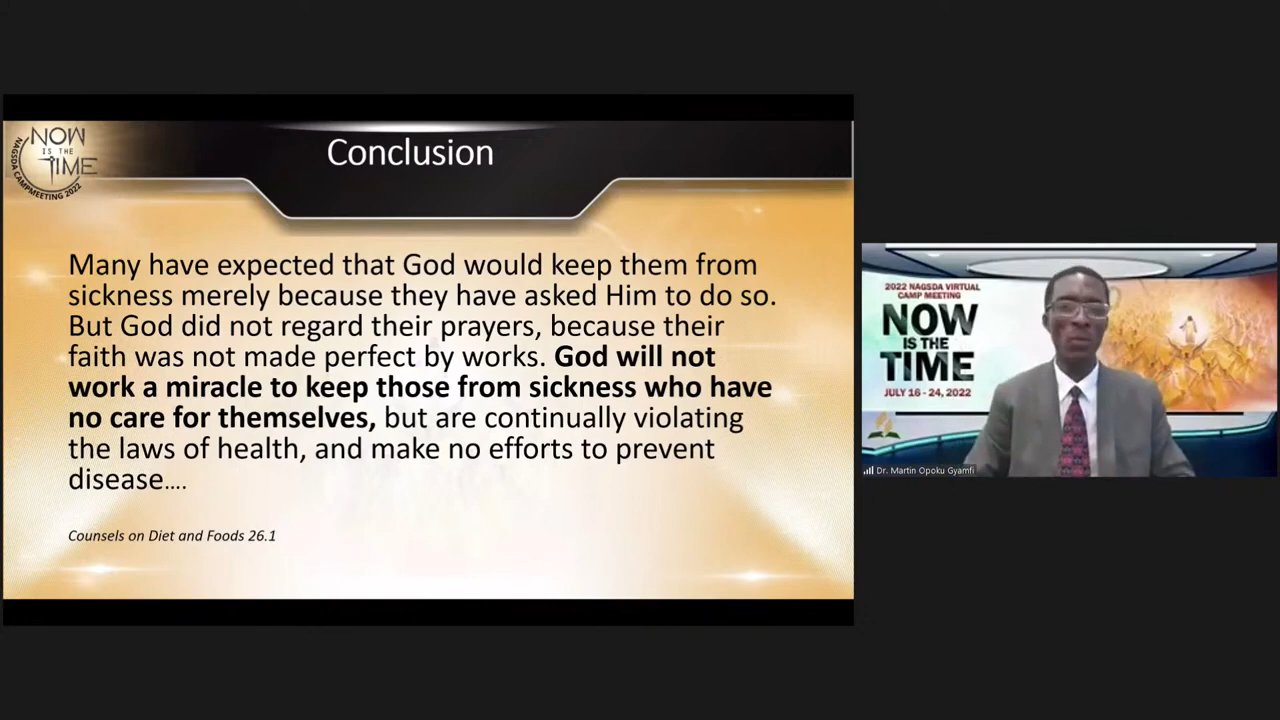 NOW
IS THE
TIME
NAGSDA CAMPMEETING 2022
Conclusion
Many have expected that God would keep them from
sickness merely because they have asked Him to do so.
But God did not regard their prayers, because their
faith was not made perfect by works. God will not
work a miracle to keep those from sickness who have
no care for themselves, but are continually violating
the laws of health, and make no efforts to prevent
disease....
Counsels on Diet and Foods 26.1
2022 NAGSDA VIRTUAL
CAMP MEETING
NOW
IS THE
TIME
JULY 16 - 24, 2022
Dr. Martin Opoku Gyamfi